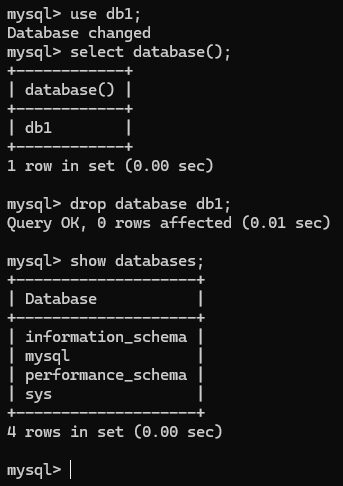 mysql> use db1;
Database changed
mysql> select database();
+------------+
| database() |
+------------+
| db1        |
+------------+
1 row in set (0.00 sec)

mysql> drop database db1;
Query OK, 0 rows affected (0.01 sec)

mysql> show databases;
+--------------------+
| Database           |
+--------------------+
| information_schema |
| mysql              |
| performance_schema |
| sys                |
+--------------------+
4 rows in set (0.00 sec)

mysql>